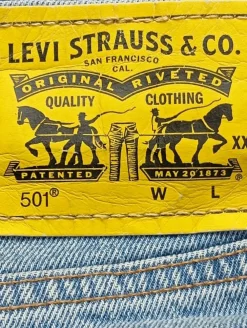 LEVI STRAUSS & CO.
SAN FRANCISCO
CAL.
ORIGINAL RIVETED
QUALITY CLOTHING
XX
PATENTED MAY 20 1873
501® W L